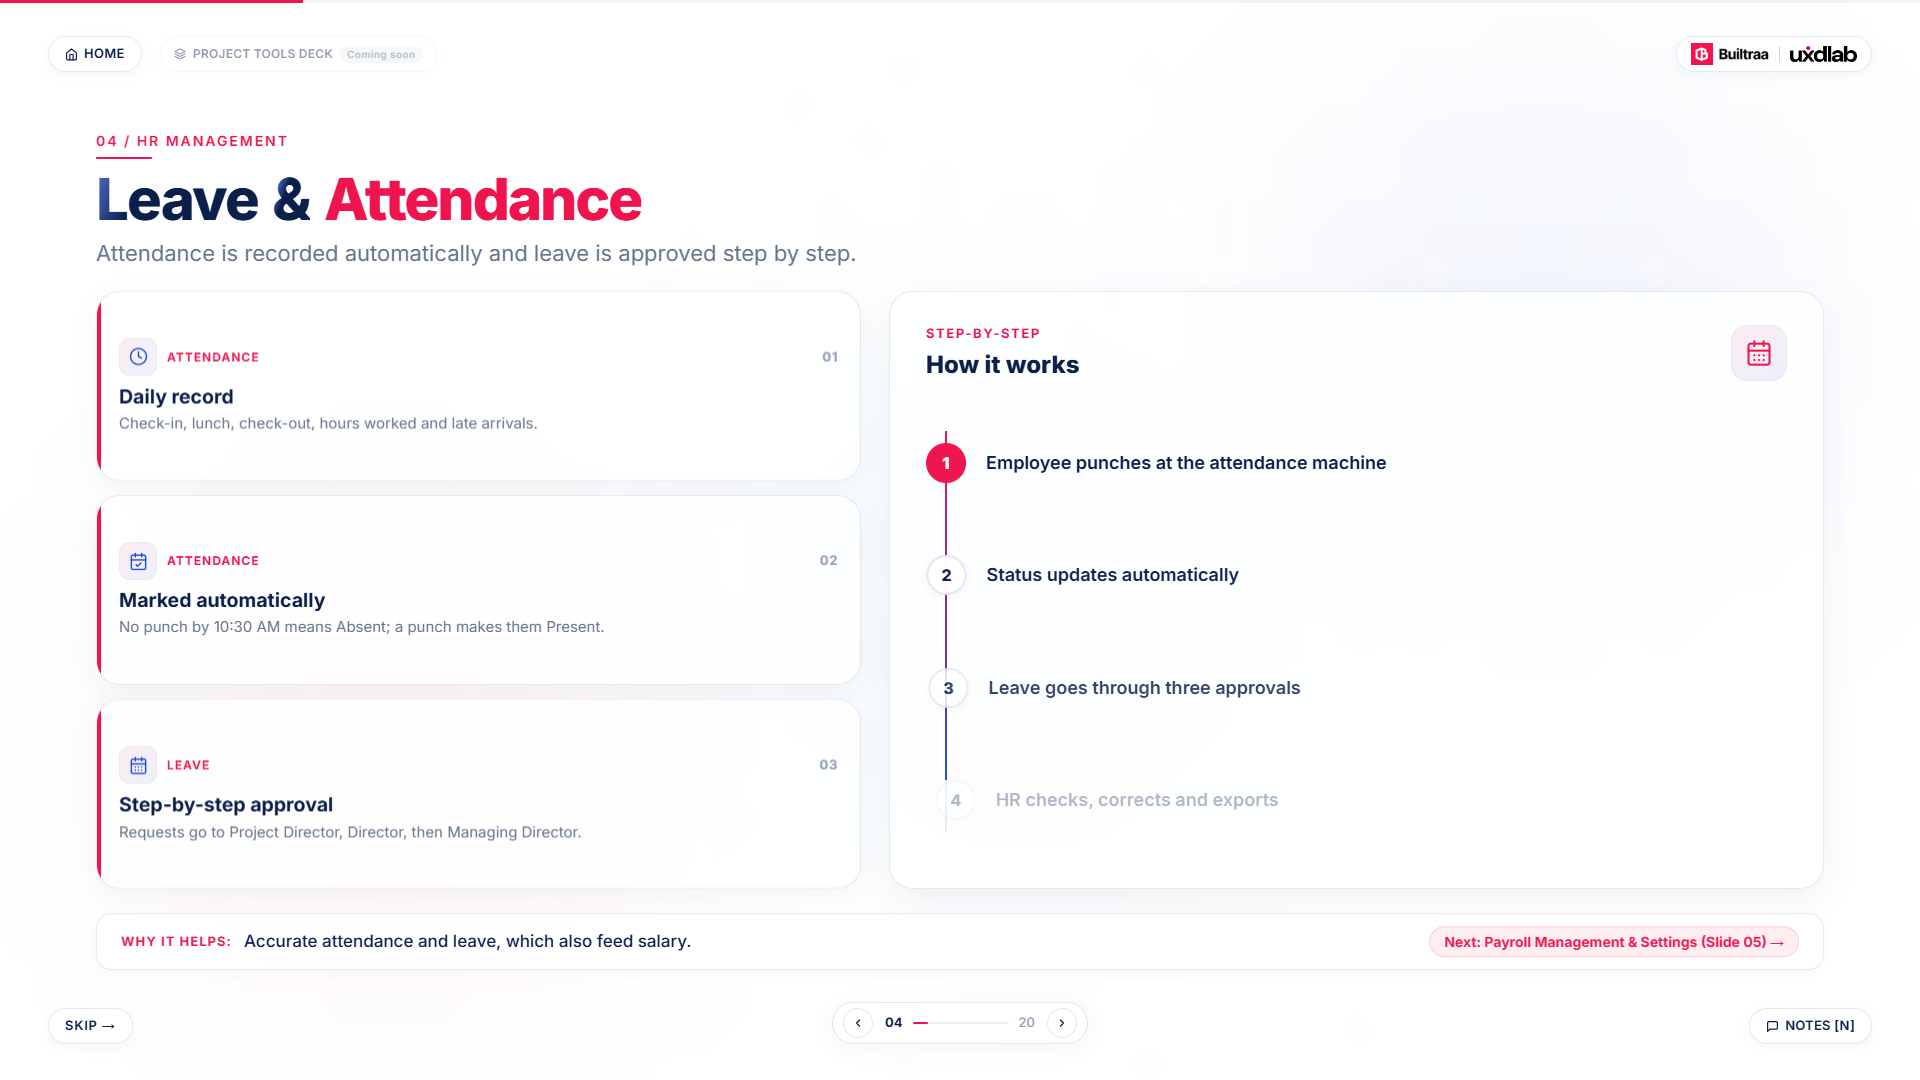 HOME
PROJECT TOOLS DECK Coming soon
Builtraa | uxdlab
04 / HR MANAGEMENT
Leave & Attendance
Attendance is recorded automatically and leave is approved step by step.
ATTENDANCE 01
Daily record
Check-in, lunch, check-out, hours worked and late arrivals.
ATTENDANCE 02
Marked automatically
No punch by 10:30 AM means Absent; a punch makes them Present.
LEAVE 03
Step-by-step approval
Requests go to Project Director, Director, then Managing Director.
STEP-BY-STEP
How it works
1 Employee punches at the attendance machine
2 Status updates automatically
3 Leave goes through three approvals
4 HR checks, corrects and exports
WHY IT HELPS: Accurate attendance and leave, which also feed salary.
Next: Payroll Management & Settings (Slide 05) →
SKIP →
04 20
NOTES [N]